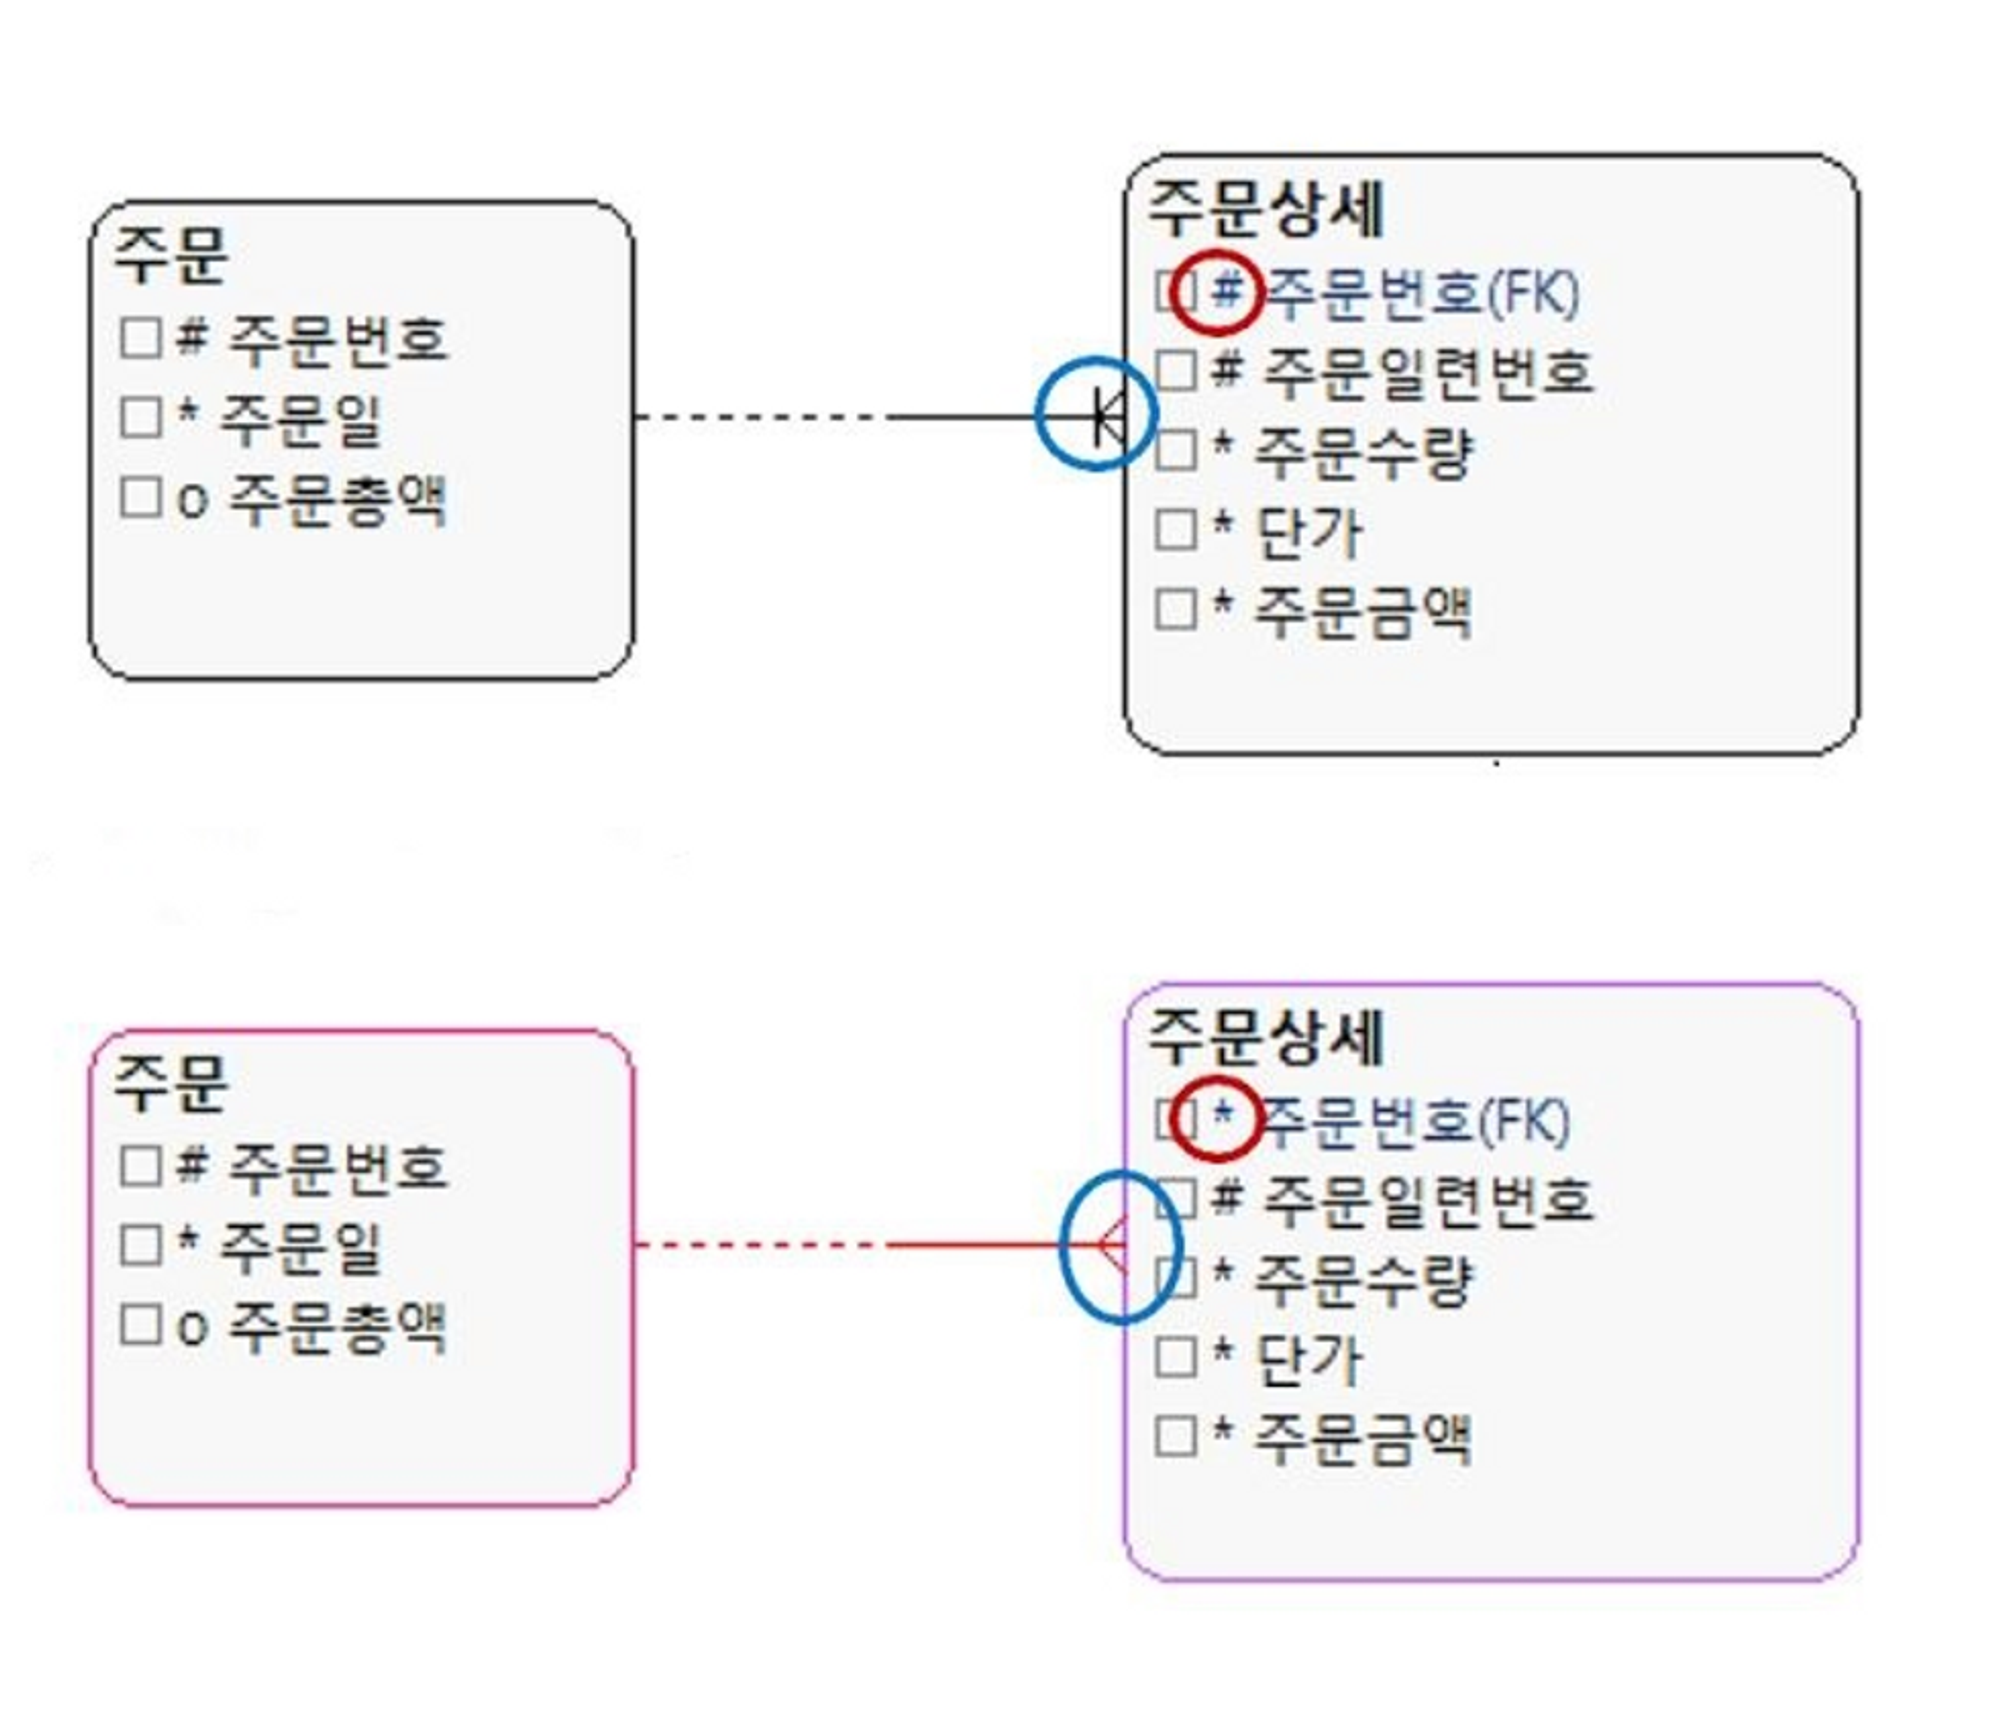 주문
# 주문번호
* 주문일
o 주문총액
주문상세
# 주문번호(FK)
# 주문일련번호
* 주문수량
* 단가
* 주문금액
주문
# 주문번호
* 주문일
o 주문총액
주문상세
* 주문번호(FK)
# 주문일련번호
* 주문수량
* 단가
* 주문금액